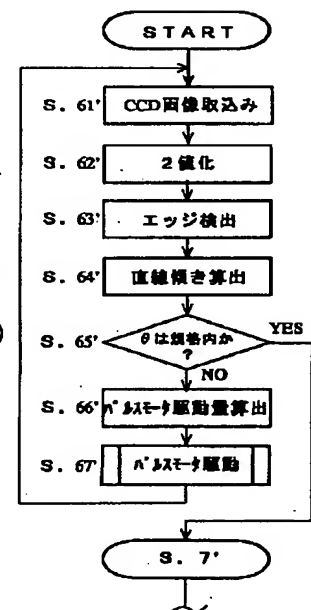 START
S. 61' CCD画像取込み
S. 62' 2値化
S. 63' エッジ検出
S. 64' 直線傾き算出
S. 65' θは規格内か
? YES
NO
S. 66' パルスモータ駆動量算出
S. 67' パルスモータ駆動
S. 7'